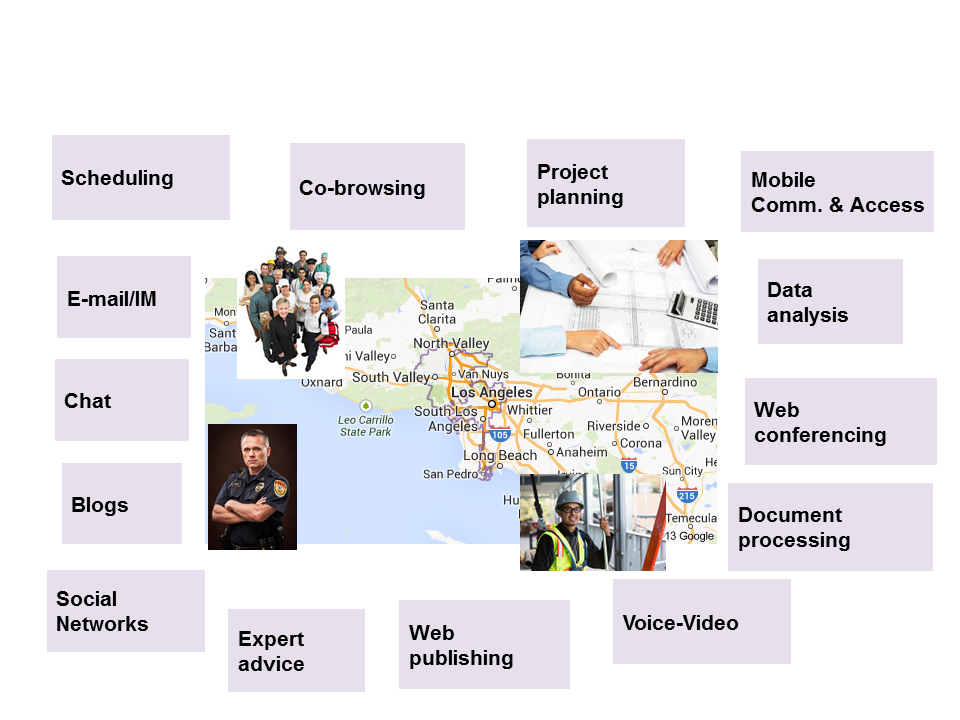 Scheduling
Co-browsing
Project
planning
Mobile
Comm. & Access
E-mail/IM
Data
analysis
Chat
Web
conferencing
Blogs
Document
processing
Social
Networks
Expert
advice
Web
publishing
Voice-Video
Santa
Clarita
North Valley
Paula
Van Nuys
South Valley
Oxnard
Los Angeles
Leo Carrillo
State Park
South Los
Angeles
Whittier
105
Fullerton
Anaheim
Long Beach
San Pedro
Ontario
Bernardino
Riverside
Corona
Valley
15
Sun City
215
Temecula
13 Google